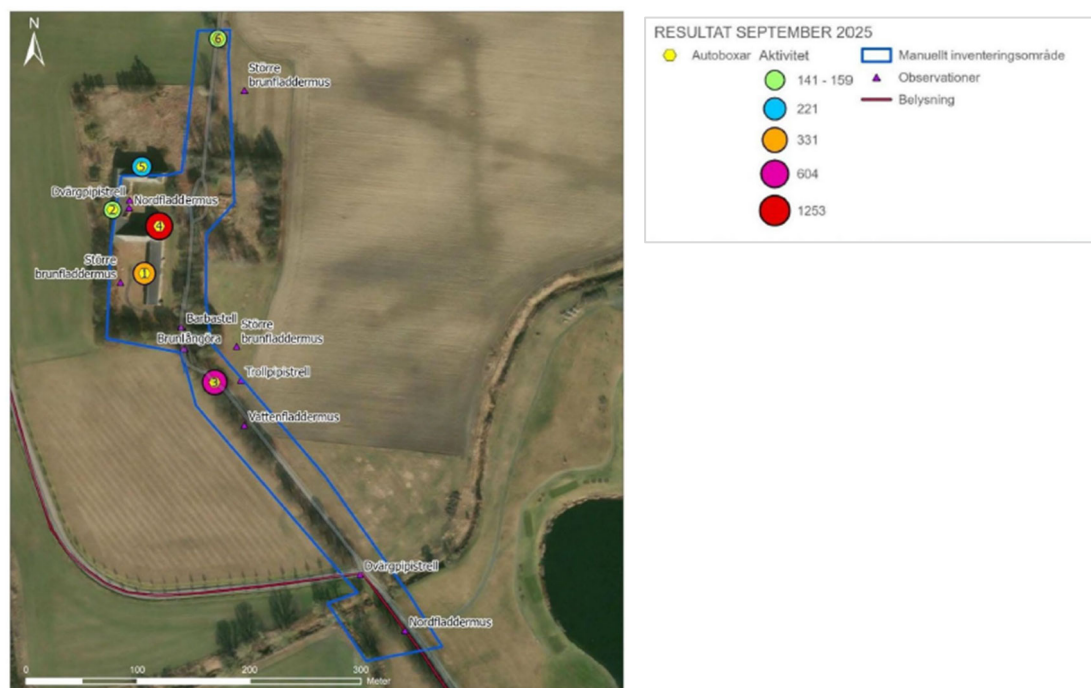 N
6
Större
brunfladdermus
5
Dvärgpipistrell
Nordfladdermus
2
4
Större
brunfladdermus
1
Barbastell
Brunlångöra
Större
brunfladdermus
3
Trollpipistrell
Vattenfladdermus
Dvärgpipistrell
Nordfladdermus
0 100 200 300
Meter
RESULTAT SEPTEMBER 2025
Autoboxar Aktivitet
141 - 159
221
331
604
1253
Manuellt inventeringsområde
Observationer
Belysning